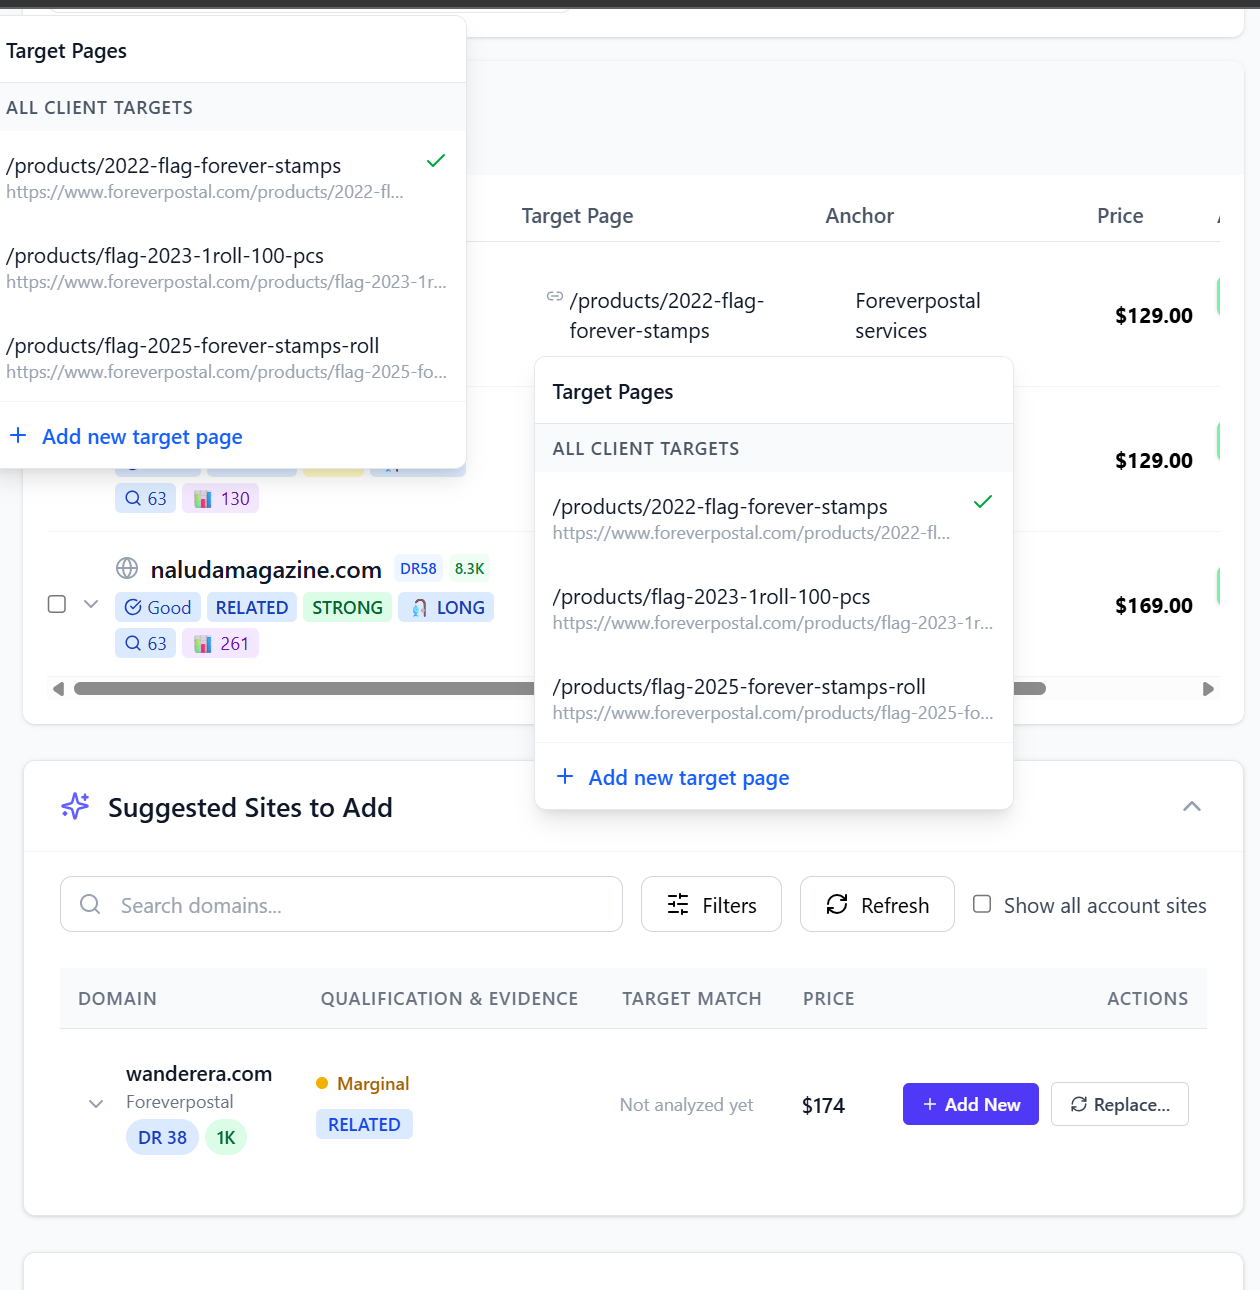 Target Pages
ALL CLIENT TARGETS
/products/2022-flag-forever-stamps
https://www.foreverpostal.com/products/2022-fl...
/products/flag-2023-1roll-100-pcs
https://www.foreverpostal.com/products/flag-2023-1r...
/products/flag-2025-forever-stamps-roll
https://www.foreverpostal.com/products/flag-2025-fo...
+ Add new target page
Target Page Anchor Price
/products/2022-flag-
forever-stamps
Foreverpostal
services
$129.00
Target Pages
ALL CLIENT TARGETS
/products/2022-flag-forever-stamps
https://www.foreverpostal.com/products/2022-fl...
/products/flag-2023-1roll-100-pcs
https://www.foreverpostal.com/products/flag-2023-1r...
/products/flag-2025-forever-stamps-roll
https://www.foreverpostal.com/products/flag-2025-fo...
+ Add new target page
$129.00
63 130
naludamagazine.com DR58 8.3K
Good RELATED STRONG LONG
63 261
$169.00
Suggested Sites to Add
Search domains... Filters Refresh Show all account sites
DOMAIN QUALIFICATION & EVIDENCE TARGET MATCH PRICE ACTIONS
wanderera.com
Foreverpostal
DR 38 1K
Marginal
RELATED
Not analyzed yet
$174
+ Add New
Replace...